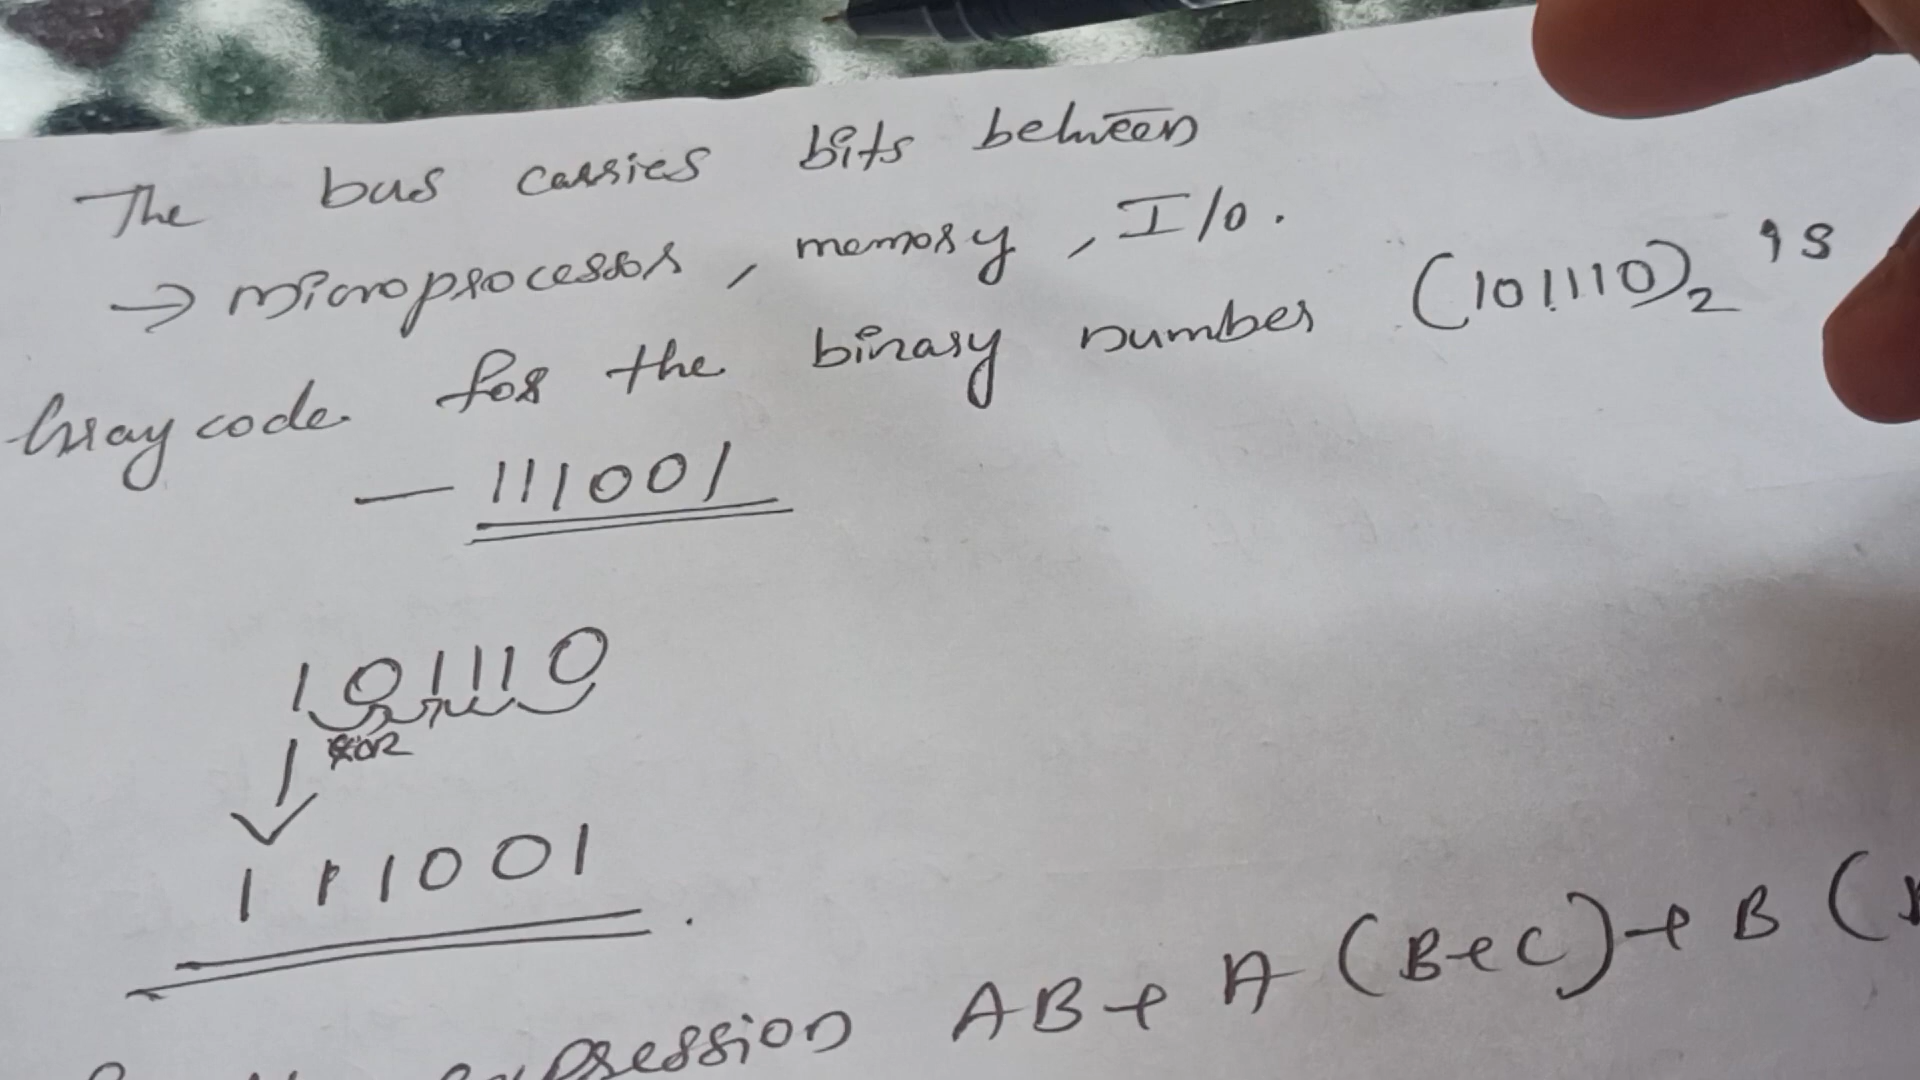 The bus carries bits between
→ microprocessor, memory, I/O.
Gray code for the binary number (101110)₂ is
— 111001
101110
XOR
111001.
expression AB + A (B+C) + B (